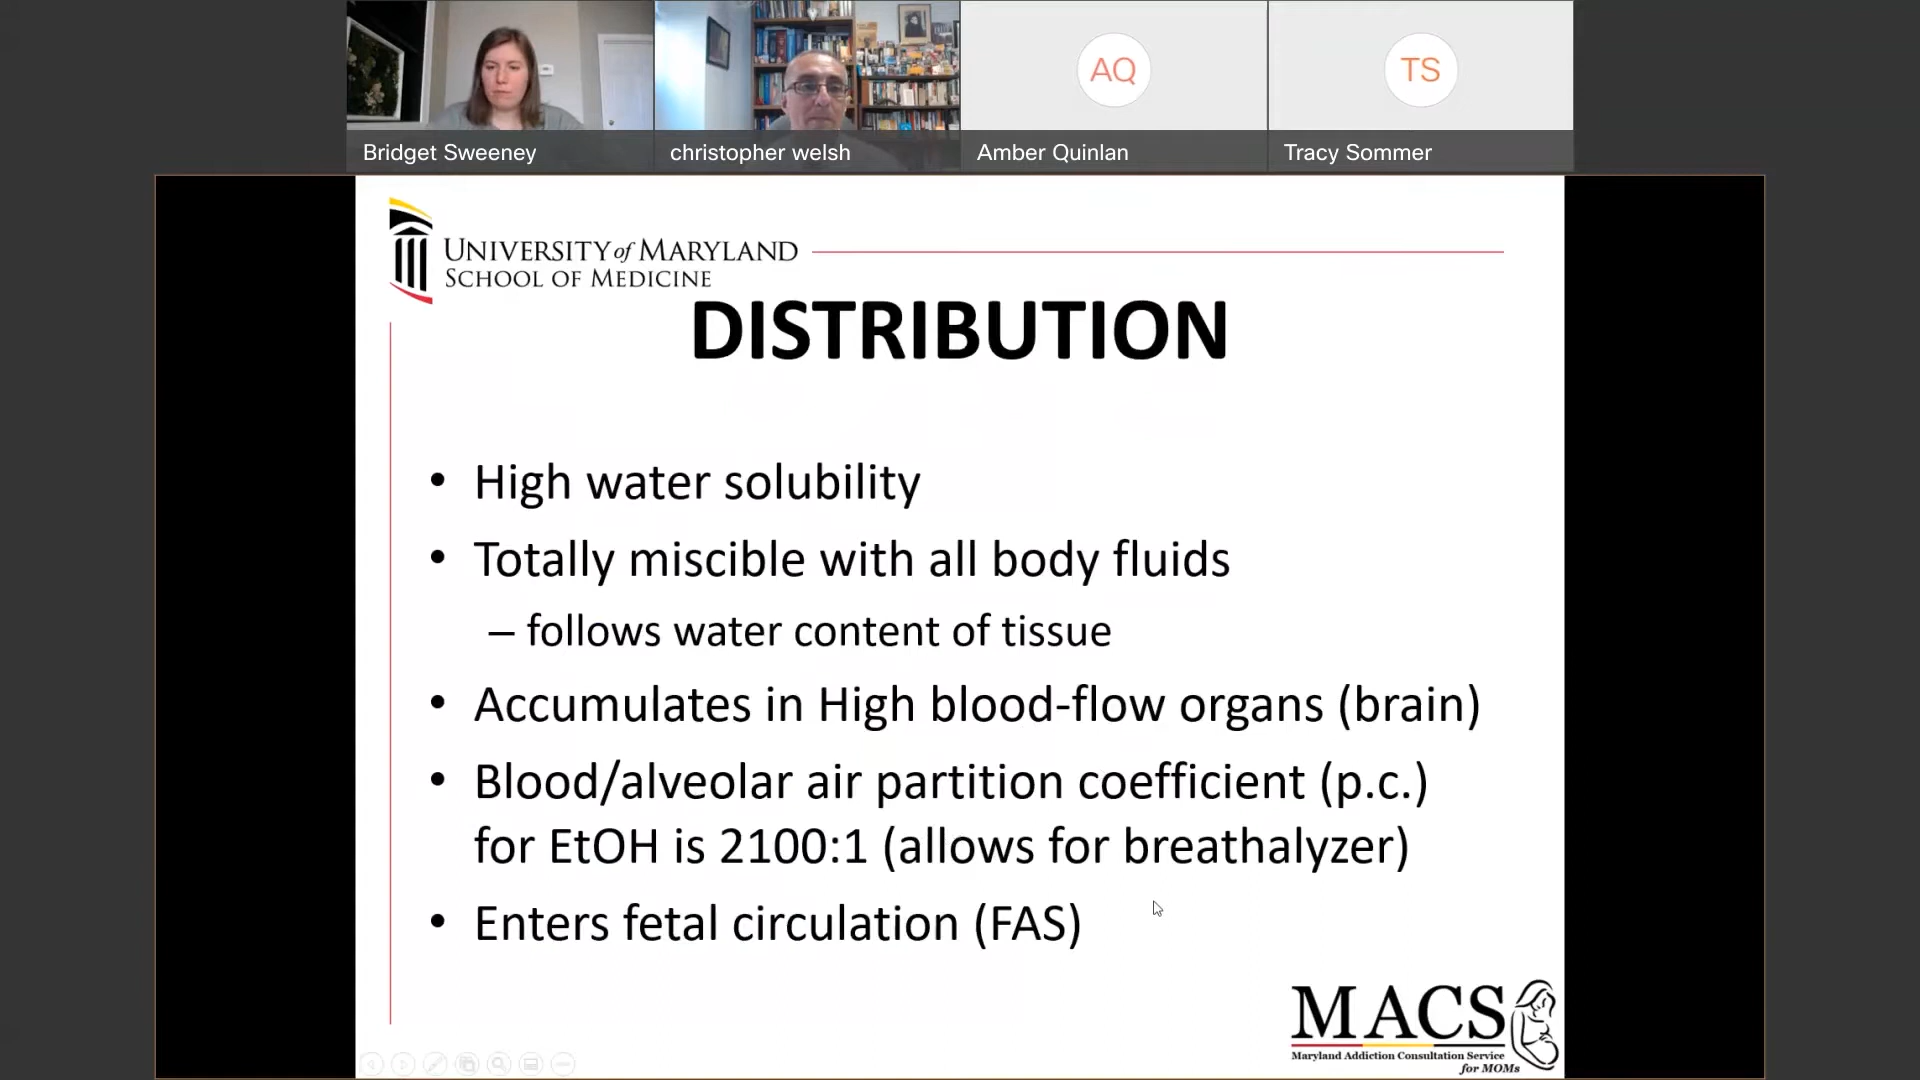 Bridget Sweeney
christopher welsh
AQ
Amber Quinlan
TS
Tracy Sommer
UNIVERSITY of MARYLAND
SCHOOL OF MEDICINE
DISTRIBUTION
• High water solubility
• Totally miscible with all body fluids
– follows water content of tissue
• Accumulates in High blood-flow organs (brain)
• Blood/alveolar air partition coefficient (p.c.)
for EtOH is 2100:1 (allows for breathalyzer)
• Enters fetal circulation (FAS)
MACS
Maryland Addiction Consultation Service
for MOMs